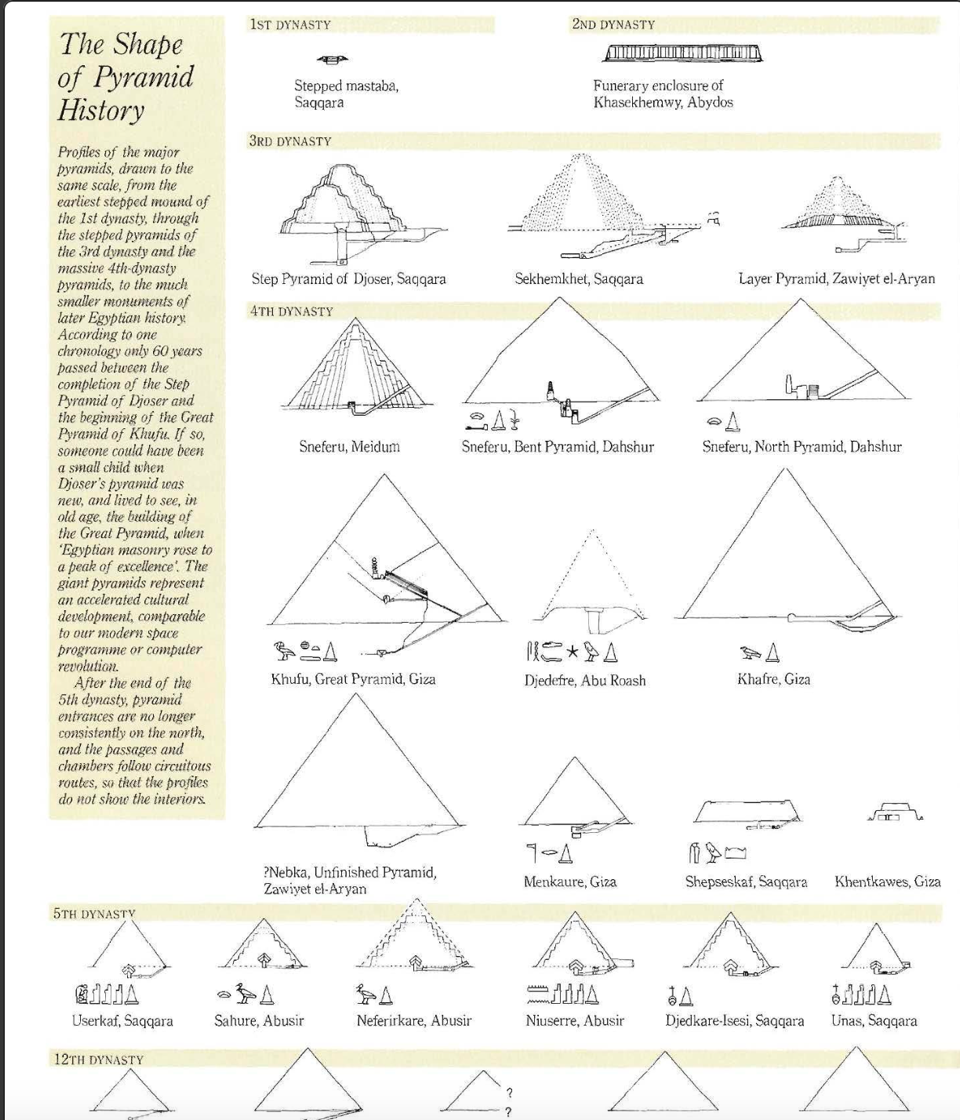 The Shape
of Pyramid
History
Profiles of the major
pyramids, drawn to the
same scale, from the
earliest stepped mound of
the 1st dynasty, through
the stepped pyramids of
the 3rd dynasty and the
massive 4th-dynasty
pyramids, to the much
smaller monuments of
later Egyptian history.
According to one
chronology only 60 years
passed between the
completion of the Step
Pyramid of Djoser and
the beginning of the Great
Pyramid of Khufu. If so,
someone could have been
a small child when
Djoser's pyramid was
new, and lived to see, in
old age, the building of
the Great Pyramid, when
'Egyptian masonry rose to
a peak of excellence'. The
giant pyramids represent
an accelerated cultural
development, comparable
to our modern space
programme or computer
revolution.
After the end of the
5th dynasty, pyramid
entrances are no longer
consistently on the north,
and the passages and
chambers follow circuitous
routes, so that the profiles
do not show the interiors.
1ST DYNASTY
Stepped mastaba,
Saqqara
2ND DYNASTY
Funerary enclosure of
Khasekhemwy, Abydos
3RD DYNASTY
Step Pyramid of Djoser, Saqqara
Sekhemkhet, Saqqara
Layer Pyramid, Zawiyet el-Aryan
4TH DYNASTY
Sneferu, Meidum
Sneferu, Bent Pyramid, Dahshur
Sneferu, North Pyramid, Dahshur
Khufu, Great Pyramid, Giza
Djedefre, Abu Roash
Khafre, Giza
?Nebka, Unfinished Pyramid,
Zawiyet el-Aryan
Menkaure, Giza
Shepseskaf, Saqqara
Khentkawes, Giza
5TH DYNASTY
Userkaf, Saqqara
Sahure, Abusir
Neferirkare, Abusir
Niuserre, Abusir
Djedkare-Isesi, Saqqara
Unas, Saqqara
12TH DYNASTY
?
?